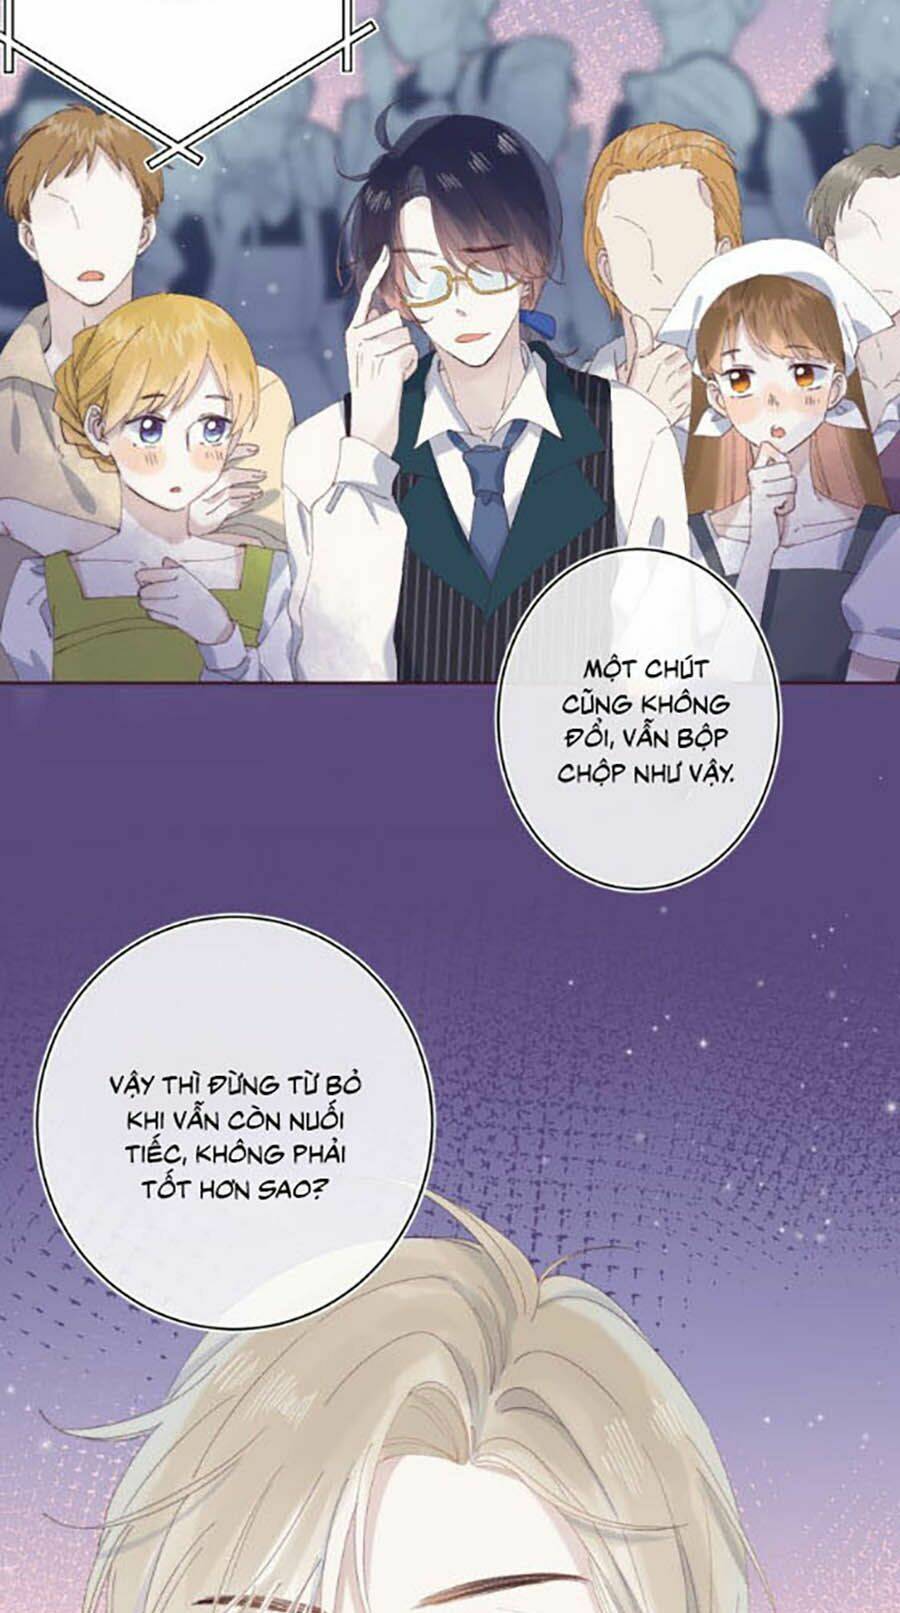 MỘT CHÚT
CŨNG KHÔNG
ĐỔI, VẪN BỘP
CHỘP NHƯ VẬY.
VẬY THÌ ĐỪNG TỪ BỎ
KHI VẪN CÒN NUỐI
TIẾC, KHÔNG PHẢI
TỐT HƠN SAO?